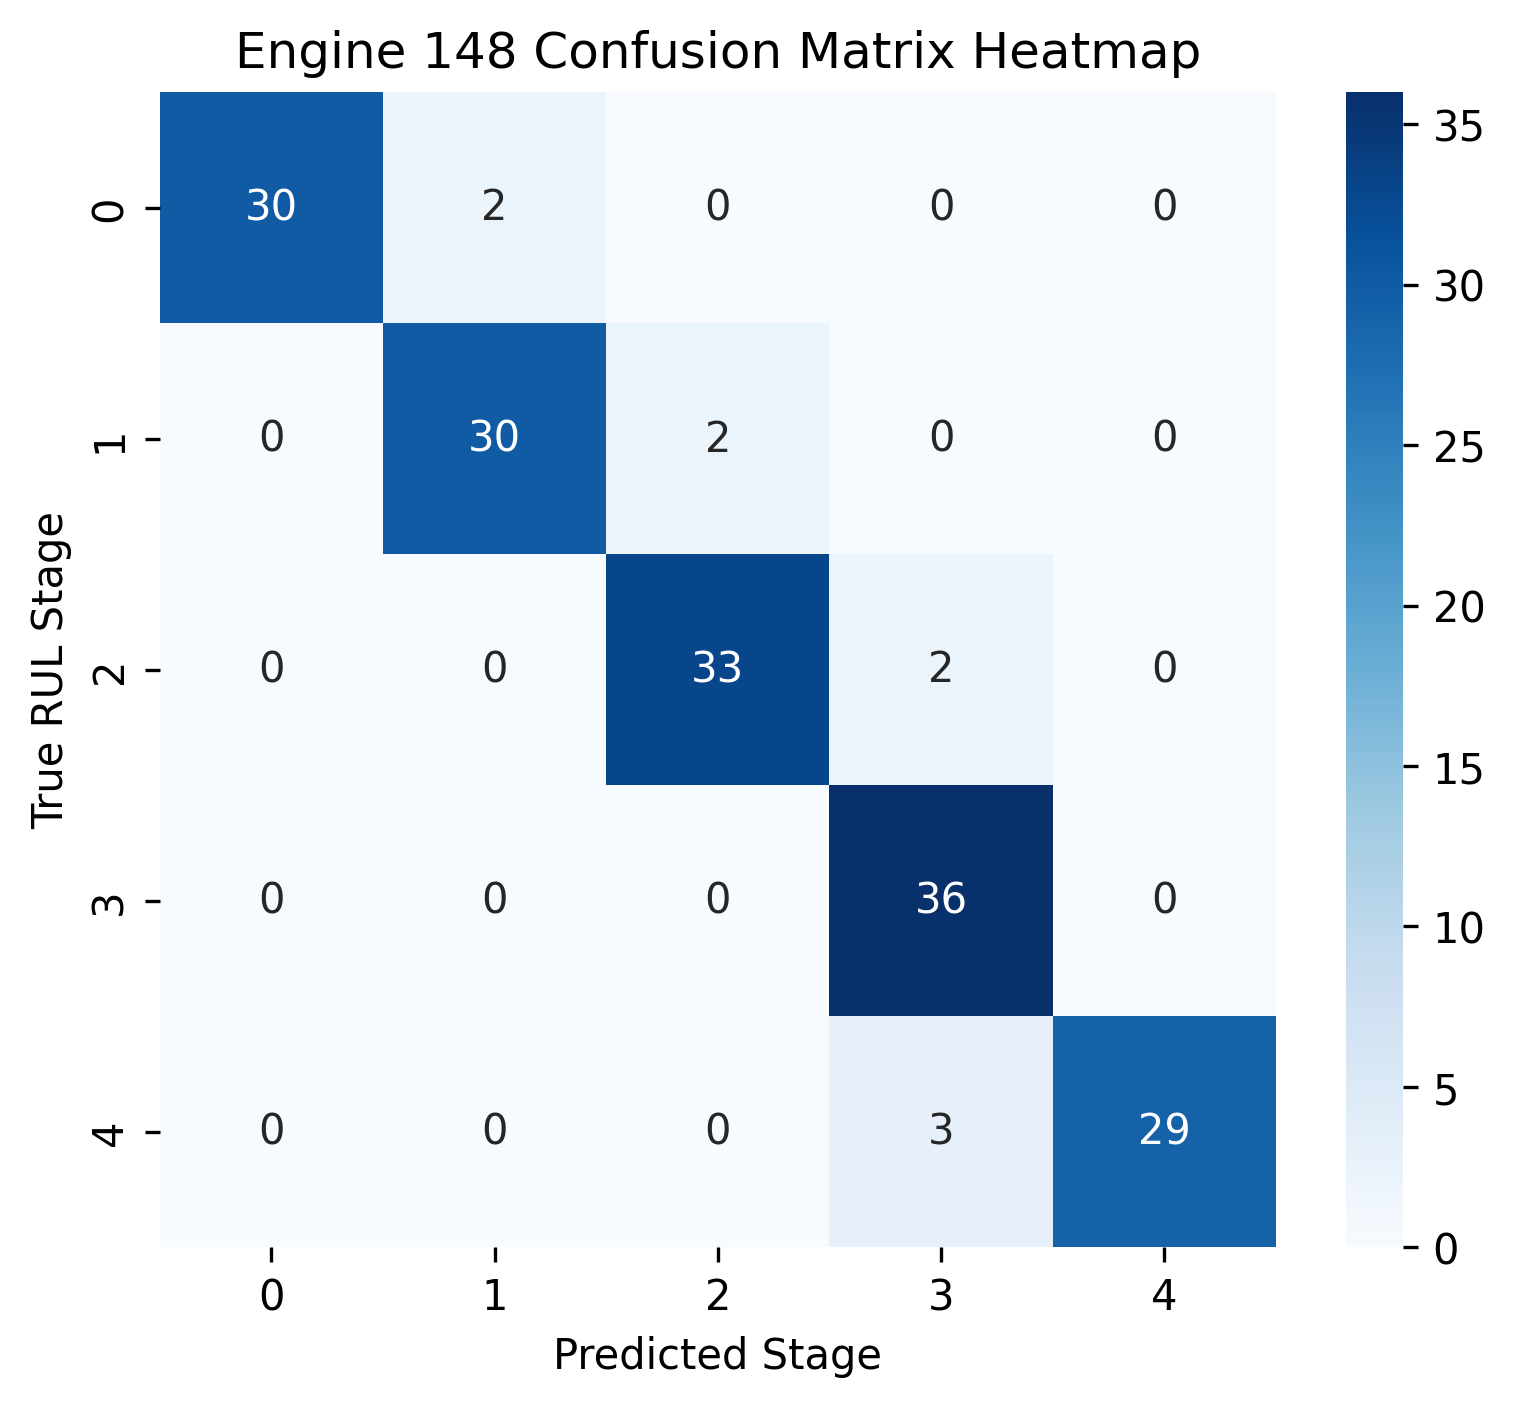 Engine 148 Confusion Matrix Heatmap
True RUL Stage
0 30 2 0 0 0
1 0 30 2 0 0
2 0 0 33 2 0
3 0 0 0 36 0
4 0 0 0 3 29
0 1 2 3 4
Predicted Stage
35
30
25
20
15
10
5
0